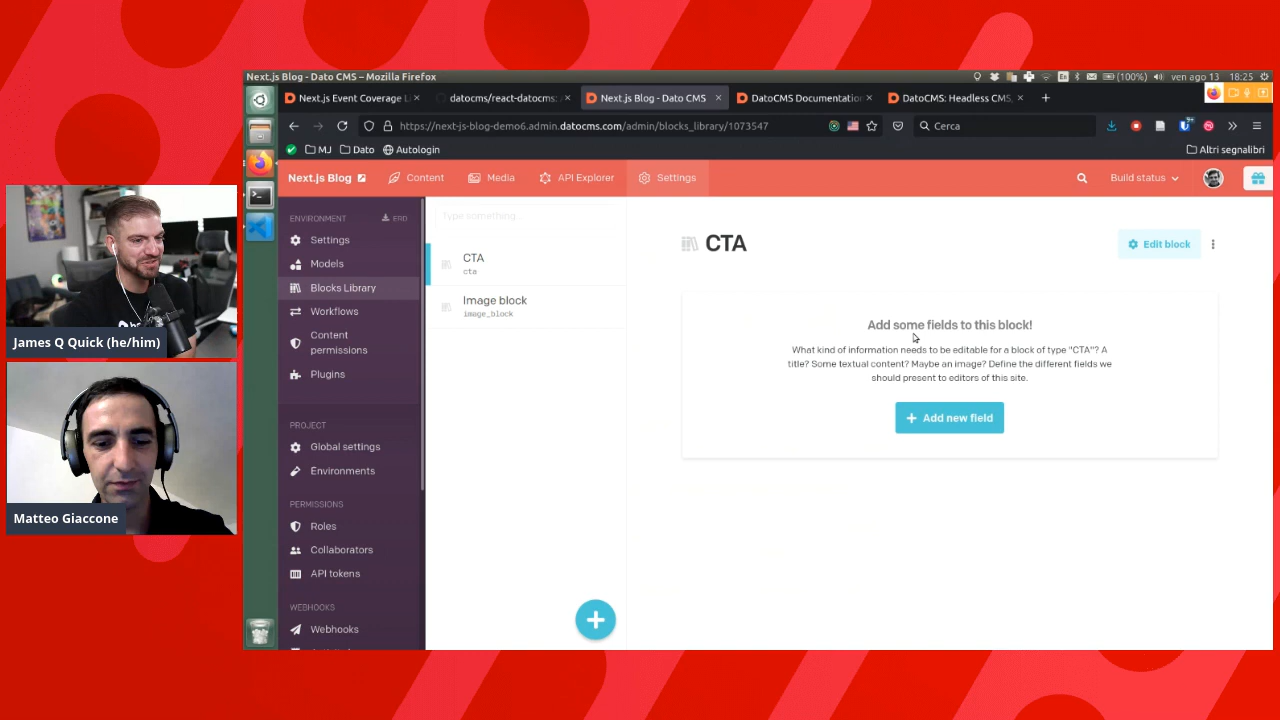 Next.js Blog - Dato CMS – Mozilla Firefox
En
(100%)
ven ago 13
18:25
Next.js Event Coverage
datocms/react-datocms:
Next.js Blog - Dato CMS
DatoCMS Documentation
DatoCMS: Headless CMS
https://next-js-blog-demo6.admin.datocms.com/admin/blocks_library/1073547
Cerca
MJ
Dato
Autologin
Altri segnalibri
Next.js Blog
Content
Media
API Explorer
Settings
Build status
ENVIRONMENT
ERD
Settings
Models
Blocks Library
Workflows
Content
permissions
Plugins
PROJECT
Global settings
Environments
PERMISSIONS
Roles
Collaborators
API tokens
WEBHOOKS
Webhooks
Type something
CTA
cta
Image block
image_block
CTA
Edit block
Add some fields to this block!
What kind of information needs to be editable for a block of type "CTA"? A
title? Some textual content? Maybe an image? Define the different fields we
should present to editors of this site.
+ Add new field
James Q Quick (he/him)
Matteo Giaccone